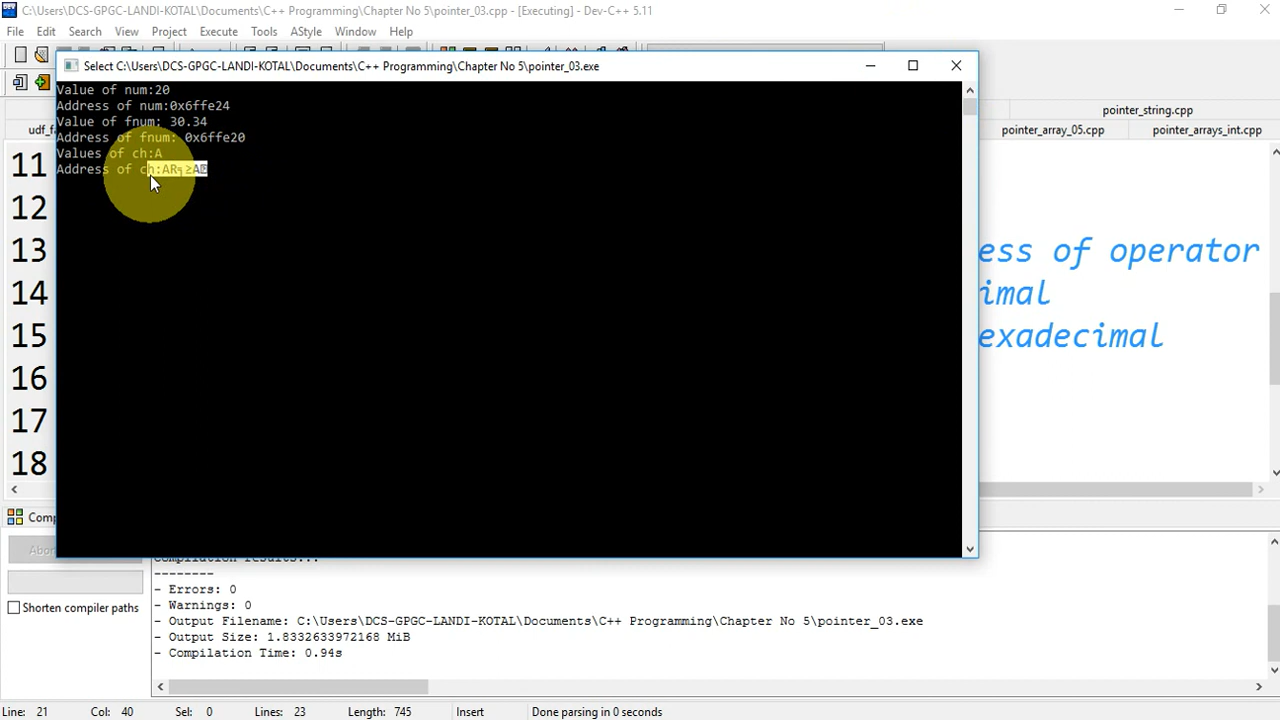 C:\Users\DCS-GPGC-LANDI-KOTAL\Documents\C++ Programming\Chapter No 5\pointer_03.cpp - [Executing] - Dev-C++ 5.11
File Edit Search View Project Execute Tools AStyle Window Help
Select C:\Users\DCS-GPGC-LANDI-KOTAL\Documents\C++ Programming\Chapter No 5\pointer_03.exe
pointer_string.cpp
pointer_array_05.cpp pointer_arrays_int.cpp
Value of num:20
Address of num:0x6ffe24
Value of fnum: 30.34
Address of fnum: 0x6ffe20
Values of ch:A
Address of ch:AR╕≥A
11
12
13 ess of operator
14 imal
15 exadecimal
16
17
18
Shorten compiler paths
--------
- Errors: 0
- Warnings: 0
- Output Filename: C:\Users\DCS-GPGC-LANDI-KOTAL\Documents\C++ Programming\Chapter No 5\pointer_03.exe
- Output Size: 1.8332633972168 MiB
- Compilation Time: 0.94s
Line: 21 Col: 40 Sel: 0 Lines: 23 Length: 745 Insert Done parsing in 0 seconds